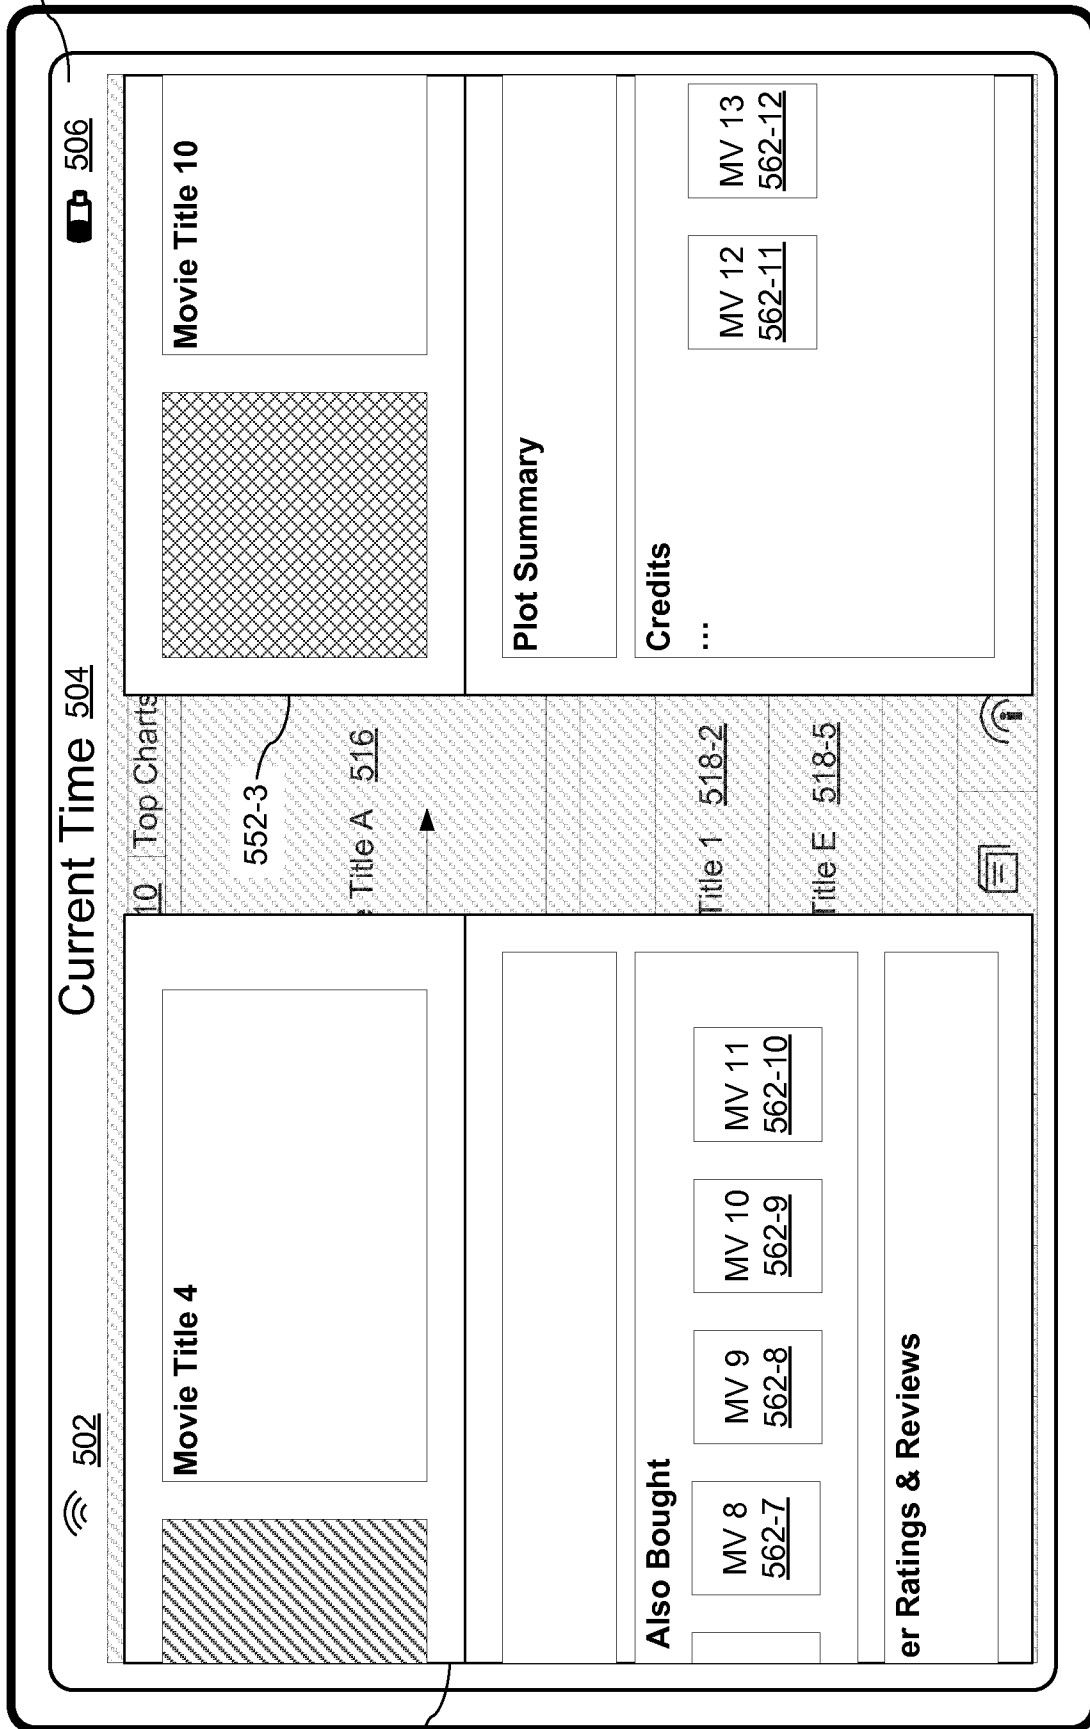 502
Current Time 504
506
10 Top Charts
Movie Title 4
552-3
Title A 516
Movie Title 10
Plot Summary
Also Bought
MV 8
562-7
MV 9
562-8
MV 10
562-9
MV 11
562-10
Title 1 518-2
Title E 518-5
Credits
...
MV 12
562-11
MV 13
562-12
er Ratings & Reviews